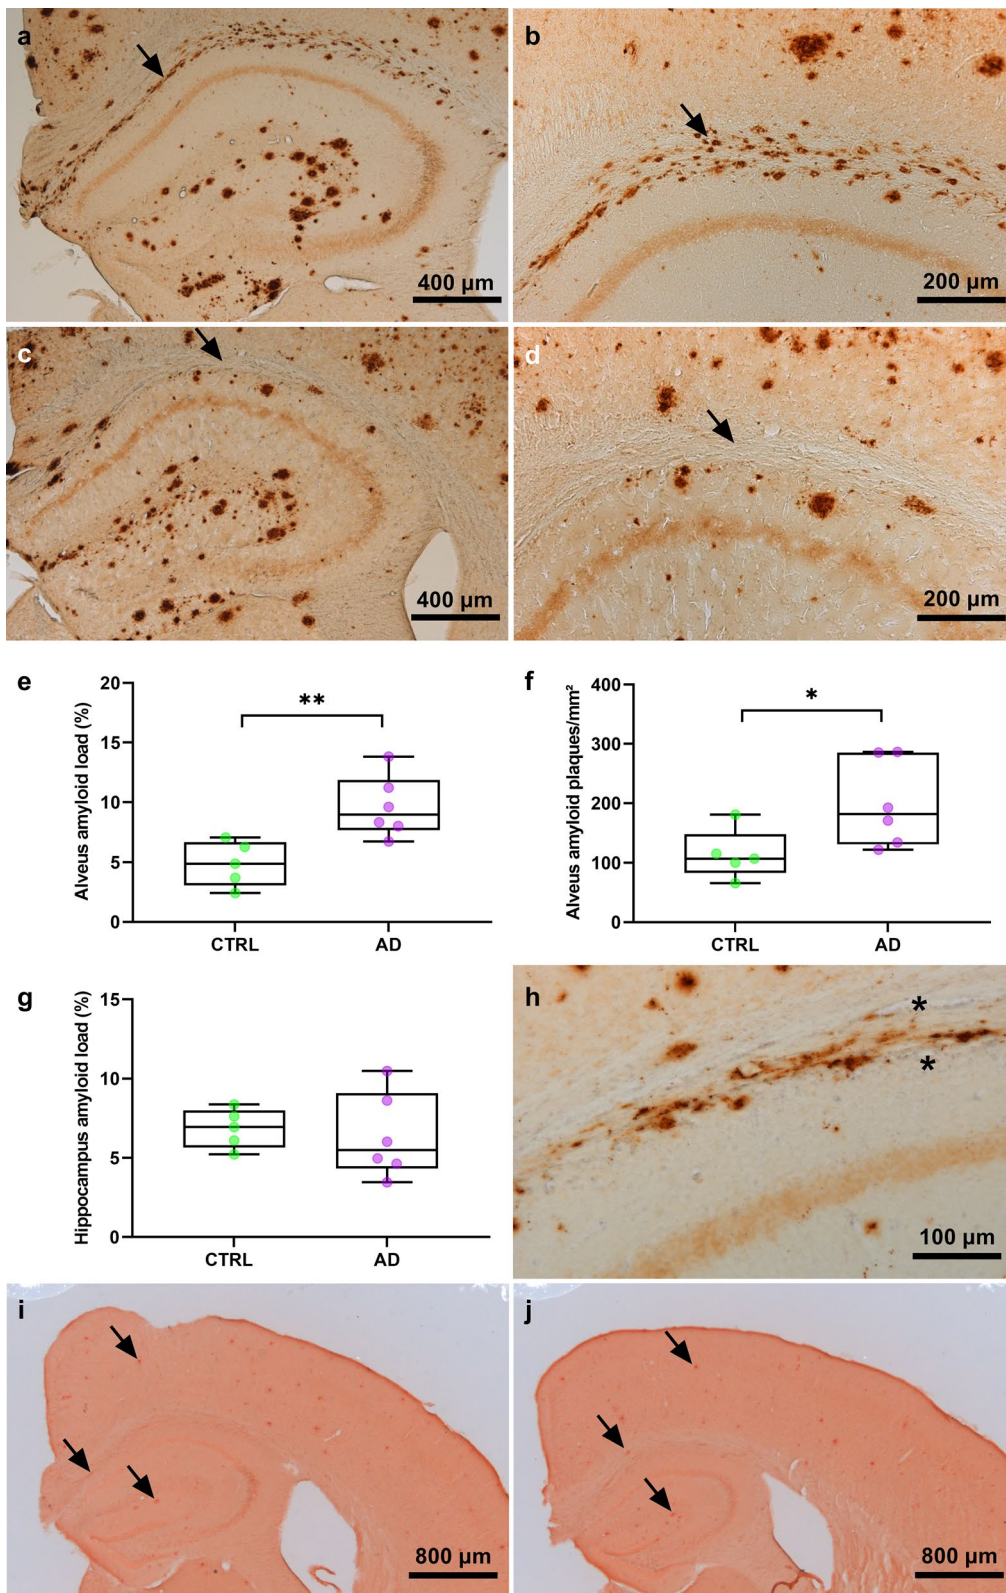 a
b
400 µm
200 µm
c
d
400 µm
200 µm
e
Alveus amyloid load (%)
20
15
10
5
0
**
CTRL
AD
f
Alveus amyloid plaques/mm²
400
300
200
100
0
*
CTRL
AD
g
Hippocampus amyloid load (%)
15
10
5
0
CTRL
AD
h
*
*
100 µm
i
j
800 µm
800 µm